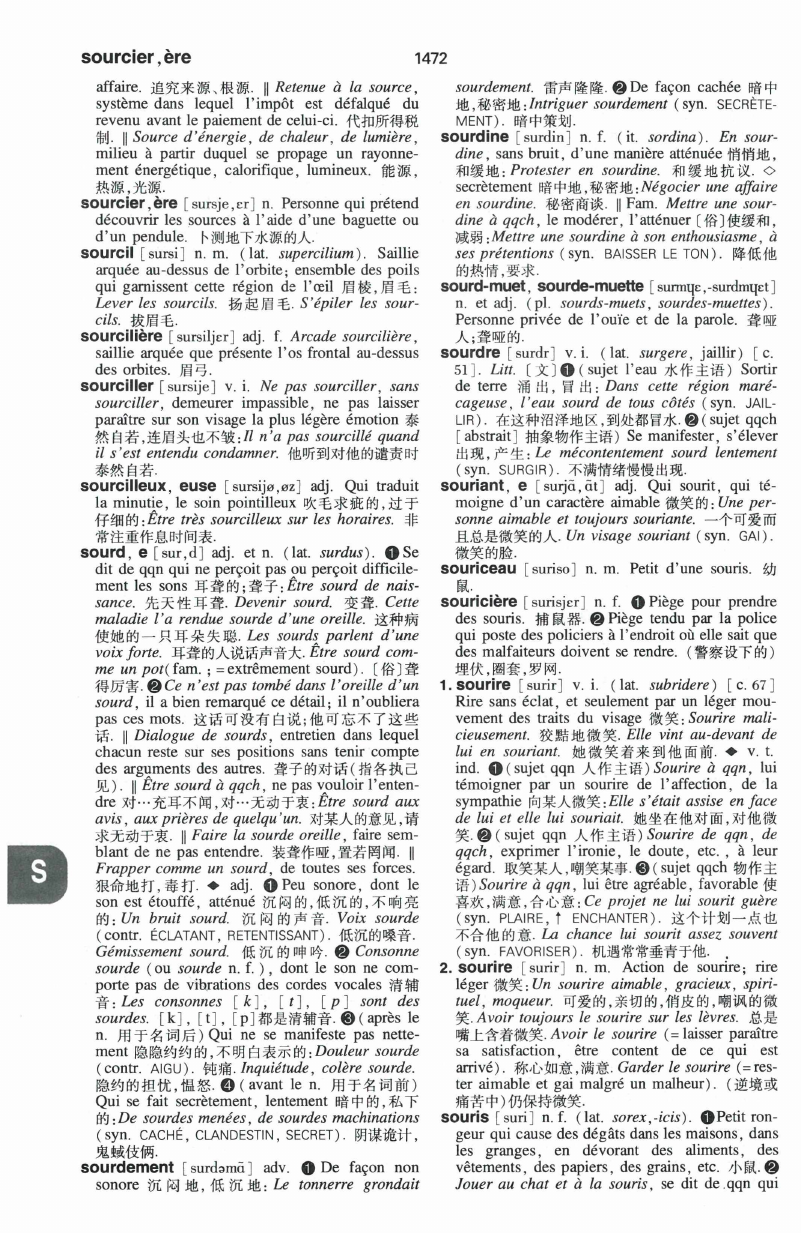 sourcier,ère
1472
affaire. 追究来源、根源. ‖ Retenue à la source,
système dans lequel l'impôt est défalqué du
revenu avant le paiement de celui-ci. 代扣所得税
制. ‖ Source d'énergie, de chaleur, de lumière,
milieu à partir duquel se propage un rayonne-
ment énergétique, calorifique, lumineux. 能源,
热源,光源.
sourcier,ère [sursje,ɛr] n. Personne qui prétend
découvrir les sources à l'aide d'une baguette ou
d'un pendule. 卜测地下水源的人.
sourcil [sursi] n. m. (lat. supercilium). Saillie
arquée au-dessus de l'orbite; ensemble des poils
qui garnissent cette région de l'œil 眉棱,眉毛:
Lever les sourcils. 扬起眉毛. S'épiler les sour-
cils. 拔眉毛.
sourcilière [sursiljɛr] adj. f. Arcade sourcilière,
saillie arquée que présente l'os frontal au-dessus
des orbites. 眉弓.
sourciller [sursije] v. i. Ne pas sourciller, sans
sourciller, demeurer impassible, ne pas laisser
paraître sur son visage la plus légère émotion 泰
然自若,连眉头也不皱:Il n'a pas sourcillé quand
il s'est entendu condamner. 他听到对他的谴责时
泰然自若.
sourcilleux, euse [sursijø,øz] adj. Qui traduit
la minutie, le soin pointilleux 吹毛求疵的,过于
仔细的:Être très sourcilleux sur les horaires. 非
常注重作息时间表.
sourd, e [sur,d] adj. et n. (lat. surdus). ❶Se
dit de qqn qui ne perçoit pas ou perçoit difficile-
ment les sons 耳聋的;聋子:Être sourd de nais-
sance. 先天性耳聋. Devenir sourd. 变聋. Cette
maladie l'a rendue sourde d'une oreille. 这种病
使她的一只耳朵失聪. Les sourds parlent d'une
voix forte. 耳聋的人说话声音大. Être sourd com-
me un pot(fam. ; =extrêmement sourd). [俗]聋
得厉害.❷Ce n'est pas tombé dans l'oreille d'un
sourd, il a bien remarqué ce détail; il n'oubliera
pas ces mots. 这话可没有白说;他可忘不了这些
话. ‖ Dialogue de sourds, entretien dans lequel
chacun reste sur ses positions sans tenir compte
des arguments des autres. 聋子的对话(指各执己
见). ‖ Être sourd à qqch, ne pas vouloir l'enten-
dre 对…充耳不闻,对…无动于衷:Être sourd aux
avis, aux prières de quelqu'un. 对某人的意见,请
求无动于衷. ‖ Faire la sourde oreille, faire sem-
blant de ne pas entendre. 装聋作哑,置若罔闻. ‖
Frapper comme un sourd, de toutes ses forces.
狠命地打,毒打. ◆ adj. ❶ Peu sonore, dont le
son est étouffé, atténué 沉闷的,低沉的,不响亮
的: Un bruit sourd. 沉闷的声音. Voix sourde
(contr. ÉCLATANT, RETENTISSANT). 低沉的嗓音.
Gémissement sourd. 低沉的呻吟. ❷ Consonne
sourde (ou sourde n. f.), dont le son ne com-
porte pas de vibrations des cordes vocales 清辅
音: Les consonnes [k], [t], [p] sont des
sourdes. [k], [t], [p]都是清辅音.❸(après le
n. 用于名词后) Qui ne se manifeste pas nette-
ment 隐隐约约的,不明白表示的:Douleur sourde
(contr. AIGU). 钝痛. Inquiétude, colère sourde.
隐约的担忧,愠怒.❹(avant le n. 用于名词前)
Qui se fait secrètement, lentement 暗中的,私下
的:De sourdes menées, de sourdes machinations
(syn. CACHÉ, CLANDESTIN, SECRET). 阴谋诡计,
鬼蜮伎俩.
sourdement [surdəmɑ̃] adv. ❶ De façon non
sonore 沉闷地,低沉地: Le tonnerre grondait
S
sourdement. 雷声隆隆.❷De façon cachée 暗中
地,秘密地:Intriguer sourdement (syn. SECRÈTE-
MENT). 暗中策划.
sourdine [surdin] n. f. (it. sordina). En sour-
dine, sans bruit, d'une manière atténuée 悄悄地,
和缓地: Protester en sourdine. 和缓地抗议. ◇
secrètement 暗中地,秘密地:Négocier une affaire
en sourdine. 秘密商谈. ‖ Fam. Mettre une sour-
dine à qqch, le modérer, l'atténuer [俗]使缓和,
减弱:Mettre une sourdine à son enthousiasme, à
ses prétentions (syn. BAISSER LE TON). 降低他
的热情,要求.
sourd-muet, sourde-muette [surmɥɛ,-surdmɥɛt]
n. et adj. (pl. sourds-muets, sourdes-muettes).
Personne privée de l'ouïe et de la parole. 聋哑
人;聋哑的.
sourdre [surdr] v. i. (lat. surgere, jaillir) [c.
51]. Litt. [文]❶(sujet l'eau 水作主语) Sortir
de terre 涌出,冒出: Dans cette région maré-
cageuse, l'eau sourd de tous côtés (syn. JAIL-
LIR). 在这种沼泽地区,到处都冒水.❷(sujet qqch
[abstrait] 抽象物作主语) Se manifester, s'élever
出现,产生: Le mécontentement sourd lentement
(syn. SURGIR). 不满情绪慢慢出现.
souriant, e [surjɑ̃,ɑ̃t] adj. Qui sourit, qui té-
moigne d'un caractère aimable 微笑的: Une per-
sonne aimable et toujours souriante. 一个可爱而
且总是微笑的人. Un visage souriant (syn. GAI).
微笑的脸.
souriceau [suriso] n. m. Petit d'une souris. 幼
鼠.
souricière [surisjɛr] n. f. ❶ Piège pour prendre
des souris. 捕鼠器. ❷ Piège tendu par la police
qui poste des policiers à l'endroit où elle sait que
des malfaiteurs doivent se rendre. (警察设下的)
埋伏,圈套,罗网.
1. sourire [surir] v. i. (lat. subridere) [c. 67]
Rire sans éclat, et seulement par un léger mou-
vement des traits du visage 微笑: Sourire mali-
cieusement. 狡黠地微笑. Elle vint au-devant de
lui en souriant. 她微笑着来到他面前. ◆ v. t.
ind. ❶(sujet qqn 人作主语) Sourire à qqn, lui
témoigner par un sourire de l'affection, de la
sympathie 向某人微笑:Elle s'était assise en face
de lui et elle lui souriait. 她坐在他对面,对他微
笑.❷(sujet qqn 人作主语) Sourire de qqn, de
qqch, exprimer l'ironie, le doute, etc. , à leur
égard. 取笑某人,嘲笑某事.❸(sujet qqch 物作主
语) Sourire à qqn, lui être agréable, favorable 使
喜欢,满意,合心意: Ce projet ne lui sourit guère
(syn. PLAIRE, ↑ ENCHANTER). 这个计划一点也
不合他的意. La chance lui sourit assez souvent
(syn. FAVORISER). 机遇常常垂青于他.
2. sourire [surir] n. m. Action de sourire; rire
léger 微笑:Un sourire aimable, gracieux, spiri-
tuel, moqueur. 可爱的,亲切的,俏皮的,嘲讽的微
笑. Avoir toujours le sourire sur les lèvres. 总是
嘴上含着微笑. Avoir le sourire (=laisser paraître
sa satisfaction, être content de ce qui est
arrivé). 称心如意,满意. Garder le sourire (=res-
ter aimable et gai malgré un malheur). (逆境或
痛苦中)仍保持微笑.
souris [suri] n. f. (lat. sorex,-icis). ❶Petit ron-
geur qui cause des dégâts dans les maisons, dans
les granges, en dévorant des aliments, des
vêtements, des papiers, des grains, etc. 小鼠.❷
Jouer au chat et à la souris, se dit de qqn qui